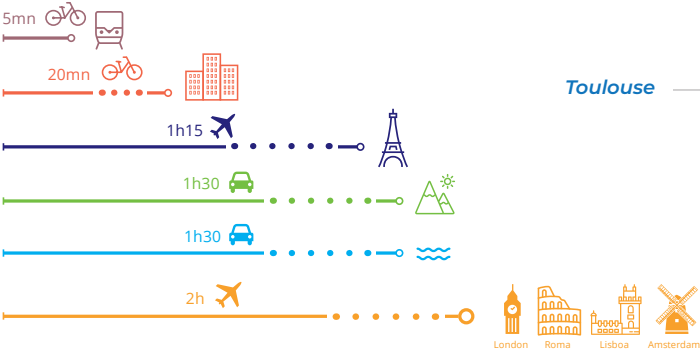 5mn
20mn
Toulouse
1h15
1h30
1h30
2h
London Roma Lisboa Amsterdam